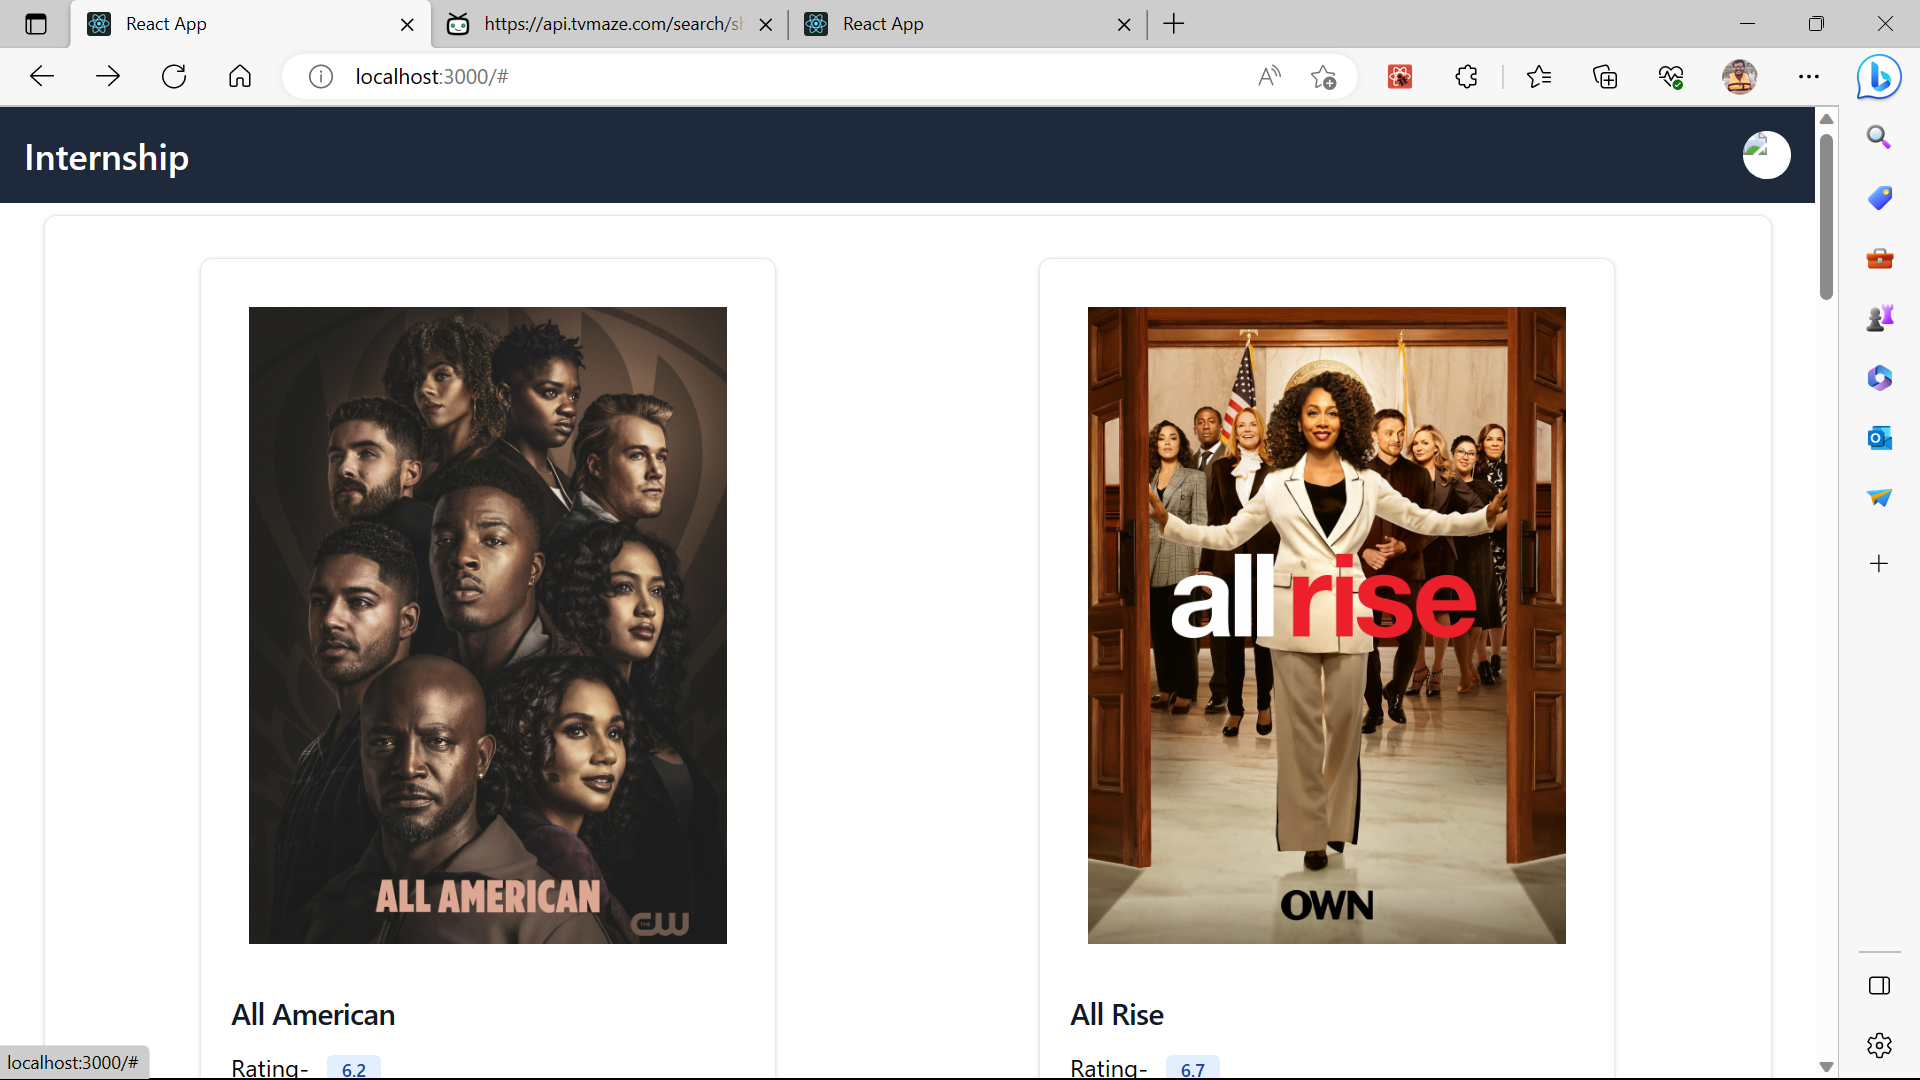 React App
https://api.tvmaze.com/search/sh
React App
localhost:3000/#
Internship
all rise
ALL AMERICAN
THE CW
OWN
All American
All Rise
Rating- 6.2
Rating- 6.7
localhost:3000/#